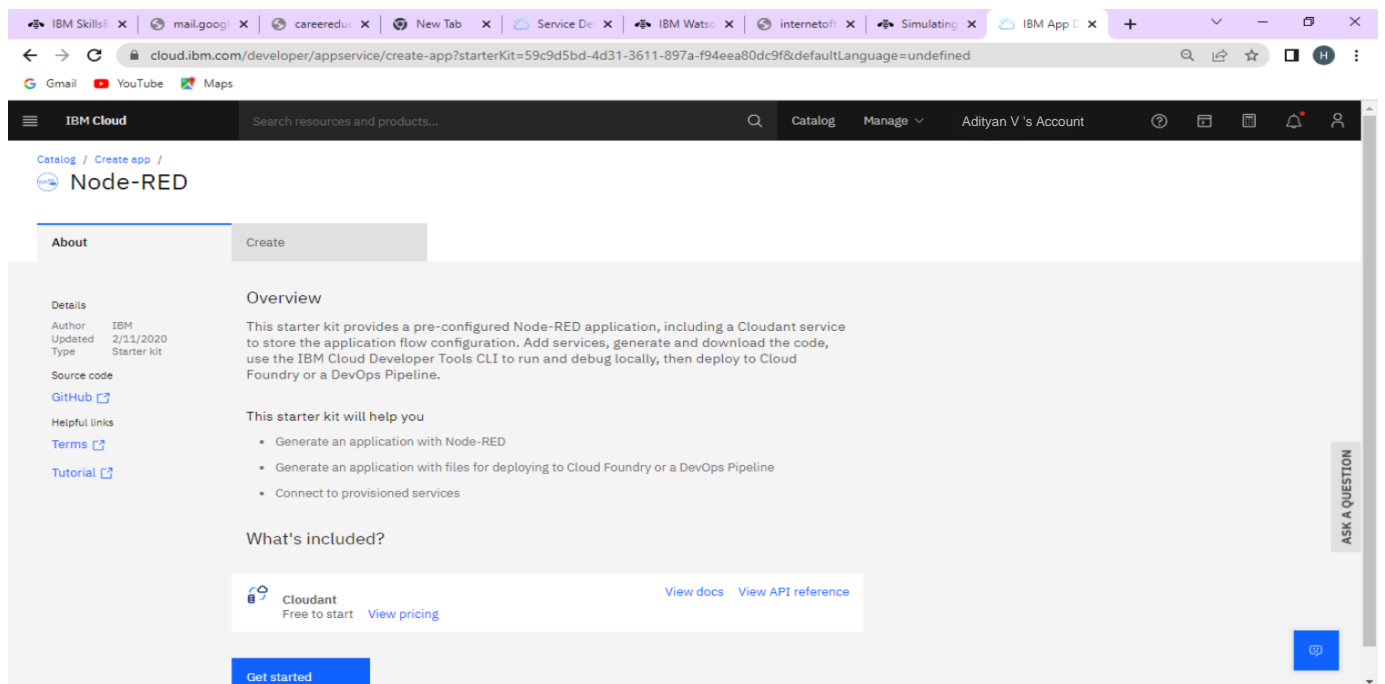 IBM Skills
mail.googl
careereduc
New Tab
Service De
IBM Watso
internetoft
Simulating
IBM App D
cloud.ibm.com/developer/appservice/create-app?starterKit=59c9d5bd-4d31-3611-897a-f94eea80dc9f&defaultLanguage=undefined
H
Gmail
YouTube
Maps
IBM Cloud
Search resources and products...
Catalog
Manage
Adityan V 's Account
Catalog / Create app /
Node-RED
About
Create
Details
Author IBM
Updated 2/11/2020
Type Starter kit
Source code
GitHub
Helpful links
Terms
Tutorial
Overview
This starter kit provides a pre-configured Node-RED application, including a Cloudant service
to store the application flow configuration. Add services, generate and download the code,
use the IBM Cloud Developer Tools CLI to run and debug locally, then deploy to Cloud
Foundry or a DevOps Pipeline.
This starter kit will help you
• Generate an application with Node-RED
• Generate an application with files for deploying to Cloud Foundry or a DevOps Pipeline
• Connect to provisioned services
What's included?
Cloudant
Free to start View pricing
View docs View API reference
Get started
ASK A QUESTION